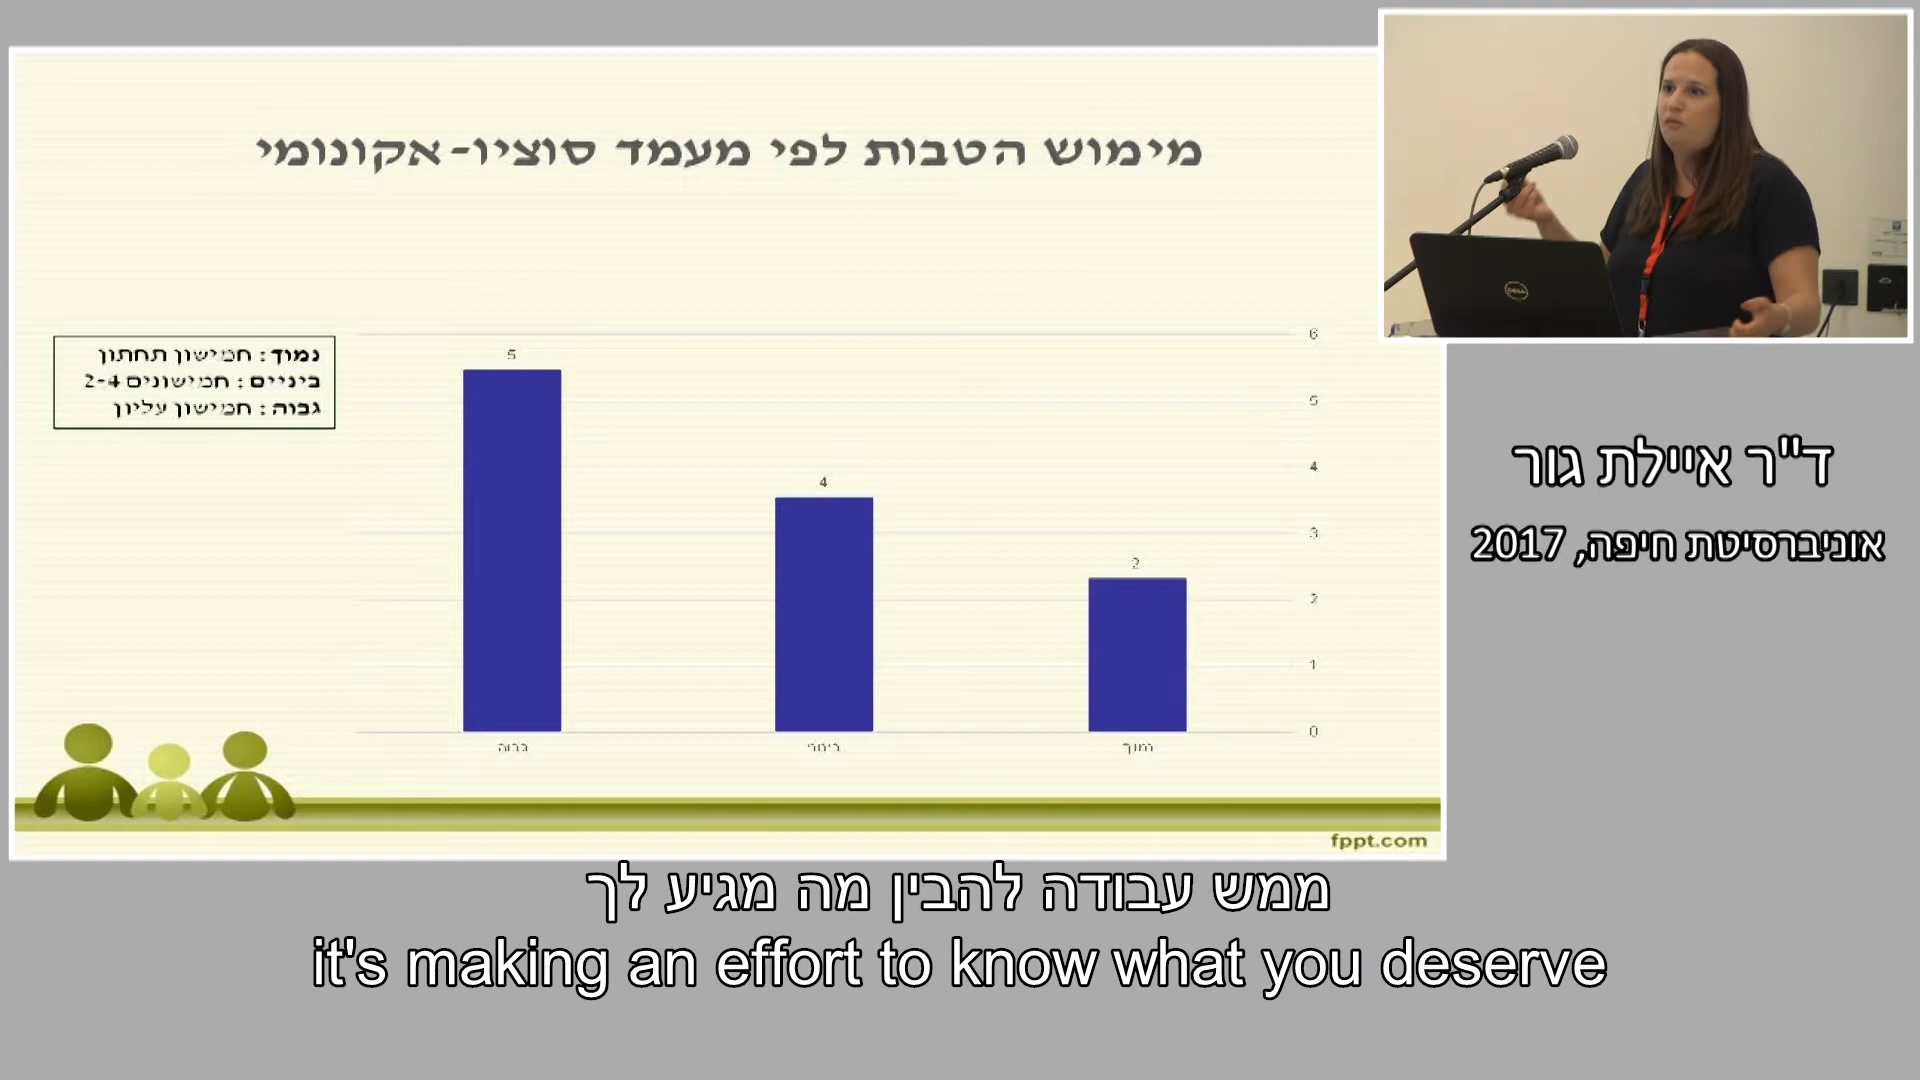 מימוש הטבות לפי מעמד סוציו-אקונומי
נמוך: חמישון תחתון
ביניים: חמישונים 2-4
גבוה: חמישון עליון
6
5
4
3
2
1
0
5
4
2
גבוה
בינוני
נמוך
fppt.com
DELL
ד"ר איילת גור
אוניברסיטת חיפה, 2017
ממש עבודה להבין מה מגיע לך
it's making an effort to know what you deserve